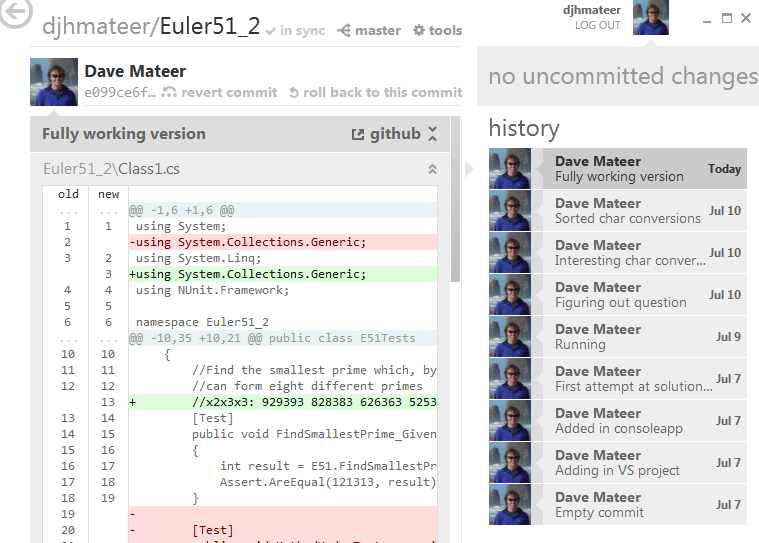 djhmateer/Euler51_2 in sync master tools
djhmateer
LOG OUT
Dave Mateer
e099ce6f... revert commit roll back to this commit
Fully working version github
Euler51_2\Class1.cs
old new
... ... @@ -1,6 +1,6 @@
1 1 using System;
2 -using System.Collections.Generic;
3 2 using System.Linq;
3 +using System.Collections.Generic;
4 4 using NUnit.Framework;
5 5
6 6 namespace Euler51_2
... ... @@ -10,35 +10,21 @@ public class E51Tests
10 10 {
11 11 //Find the smallest prime which, by
12 12 //can form eight different primes
13 + //x2x3x3: 929393 828383 626363 5253
13 14 [Test]
14 15 public void FindSmallestPrime_Given
15 16 {
16 17 int result = E51.FindSmallestPr
17 18 Assert.AreEqual(121313, result)
18 19 }
19 -
20 - [Test]
no uncommitted changes
history
Dave Mateer
Fully working version Today
Dave Mateer
Sorted char conversions Jul 10
Dave Mateer
Interesting char conver... Jul 10
Dave Mateer
Figuring out question Jul 10
Dave Mateer
Running Jul 9
Dave Mateer
First attempt at solution... Jul 7
Dave Mateer
Added in consoleapp Jul 7
Dave Mateer
Adding in VS project Jul 7
Dave Mateer
Empty commit Jul 7